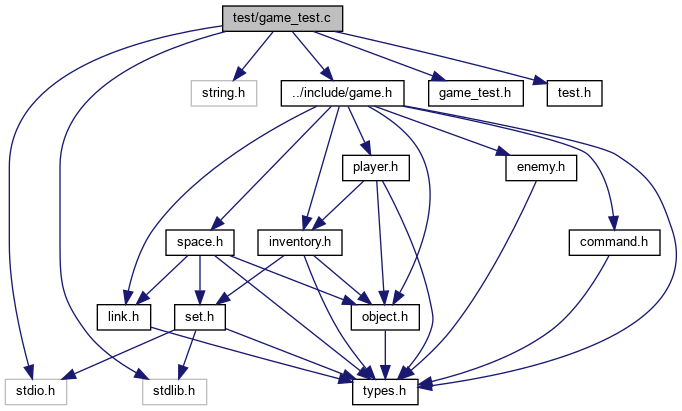 test/game_test.c
string.h
../include/game.h
game_test.h
test.h
player.h
enemy.h
space.h
inventory.h
command.h
link.h
set.h
object.h
stdio.h
stdlib.h
types.h